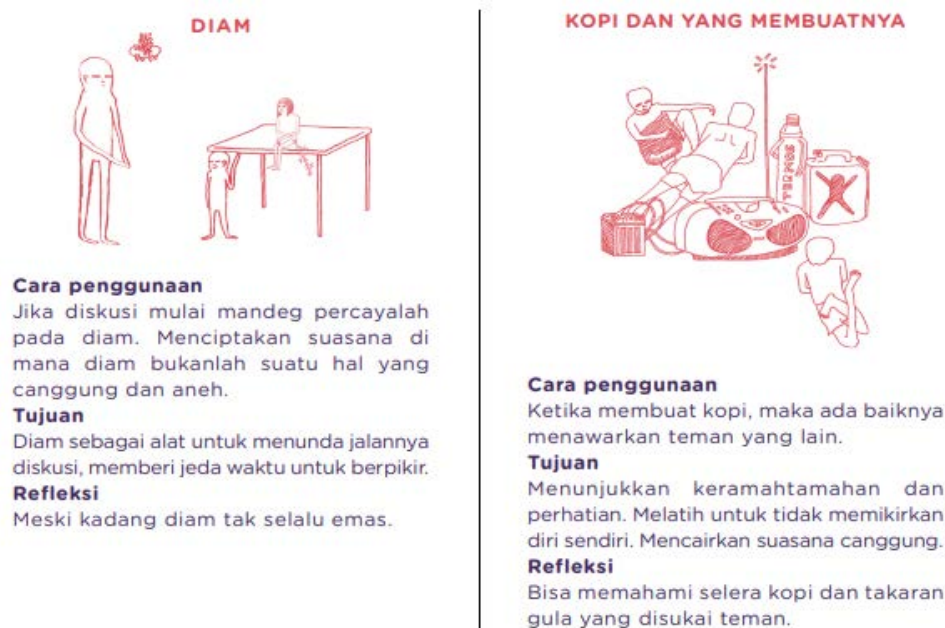 DIAM
Cara penggunaan
Jika diskusi mulai mandeg percayalah
pada diam. Menciptakan suasana di
mana diam bukanlah suatu hal yang
canggung dan aneh.
Tujuan
Diam sebagai alat untuk menunda jalannya
diskusi, memberi jeda waktu untuk berpikir.
Refleksi
Meski kadang diam tak selalu emas.
KOPI DAN YANG MEMBUATNYA
TERMOS
Cara penggunaan
Ketika membuat kopi, maka ada baiknya
menawarkan teman yang lain.
Tujuan
Menunjukkan keramahtamahan dan
perhatian. Melatih untuk tidak memikirkan
diri sendiri. Mencairkan suasana canggung.
Refleksi
Bisa memahami selera kopi dan takaran
gula yang disukai teman.